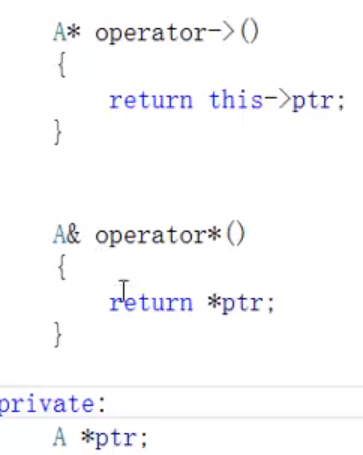 A* operator->()
{
return this->ptr;
}
A& operator*()
{
return *ptr;
}
private:
A *ptr;